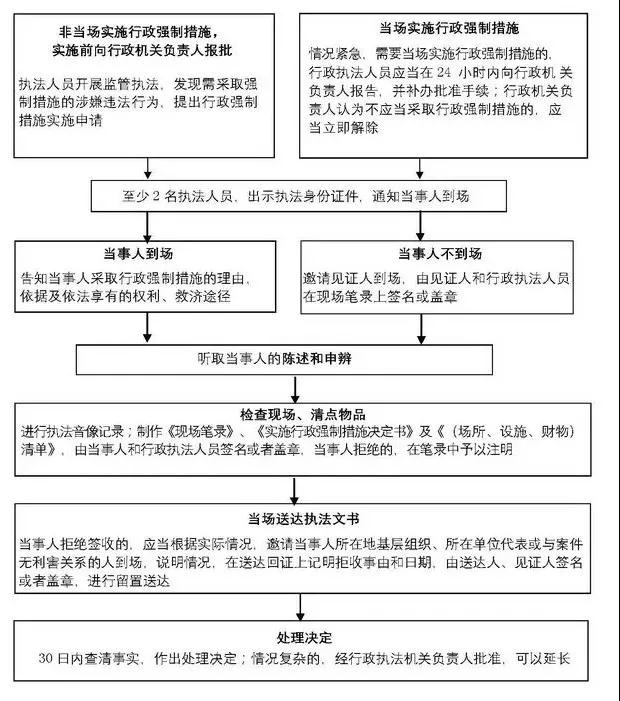 非当场实施行政强制措施，
实施前向行政机关负责人报批
执法人员开展监管执法，发现需采取强
制措施的涉嫌违法行为，提出行政强制
措施实施申请
当场实施行政强制措施
情况紧急，需要当场实施行政强制措施的，
行政执法人员应当在 24 小时内向行政机关
负责人报告，并补办批准手续；行政机关负
责人认为不应当采取行政强制措施的，应
当立即解除
至少 2 名执法人员，出示执法身份证件，通知当事人到场
当事人到场
告知当事人采取行政强制措施的理由，
依据及依法享有的权利、救济途径
当事人不到场
邀请见证人到场，由见证人和行政执法人员
在现场笔录上签名或盖章
听取当事人的陈述和申辨
检查现场、清点物品
进行执法音像记录；制作《现场笔录》、《实施行政强制措施决定书》及《（场所、设施、财物）
清单》，由当事人和行政执法人员签名或者盖章，当事人拒绝的，在笔录中予以注明
当场送达执法文书
当事人拒绝签收的，应当根据实际情况，邀请当事人所在地基层组织、所在单位代表或与案件
无利害关系的人到场，说明情况，在送达回证上记明拒收事由和日期，由送达人、见证人签名
或者盖章，进行留置送达
处理决定
30 日内查清事实，作出处理决定；情况复杂的，经行政执法机关负责人批准，可以延长